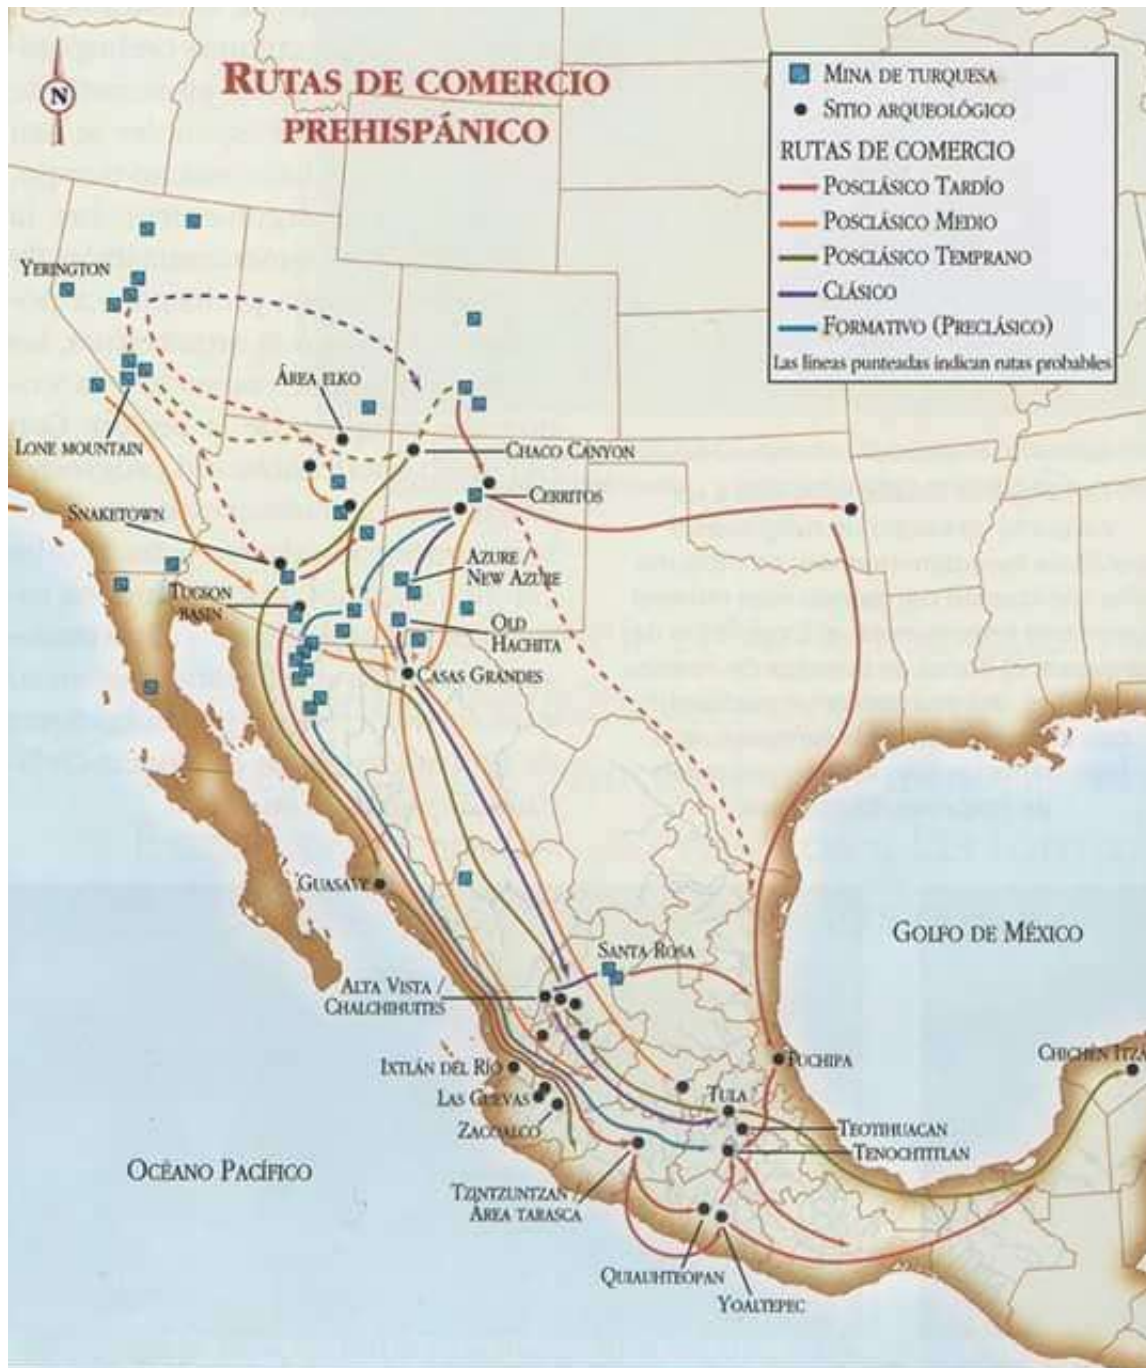 RUTAS DE COMERCIO
PREHISPÁNICO
N
MINA DE TURQUESA
SITIO ARQUEOLÓGICO
RUTAS DE COMERCIO
POSCLÁSICO TARDÍO
POSCLÁSICO MEDIO
POSCLÁSICO TEMPRANO
CLÁSICO
FORMATIVO (PRECLÁSICO)
Las líneas punteadas indican rutas probables
YERINGTON
ÁREA ELKO
LONE MOUNTAIN
CHACO CANYON
CERRITOS
SNAKETOWN
AZURE /
NEW AZURE
TUCSON
BASIN
OLD
HACHITA
CASAS GRANDES
GUASAVE
GOLFO DE MÉXICO
SANTA ROSA
ALTA VISTA /
CHALCHIHUITES
IXTLÁN DEL RÍO
TUCHIPA
CHICHÉN ITZÁ
LAS CUEVAS
TULA
ZACOALCO
TEOTIHUACAN
TENOCHTITLAN
OCÉANO PACÍFICO
TZINTZUNTZAN /
ÁREA TARASCA
QUIAUHTEOPAN
YOALTEPEC